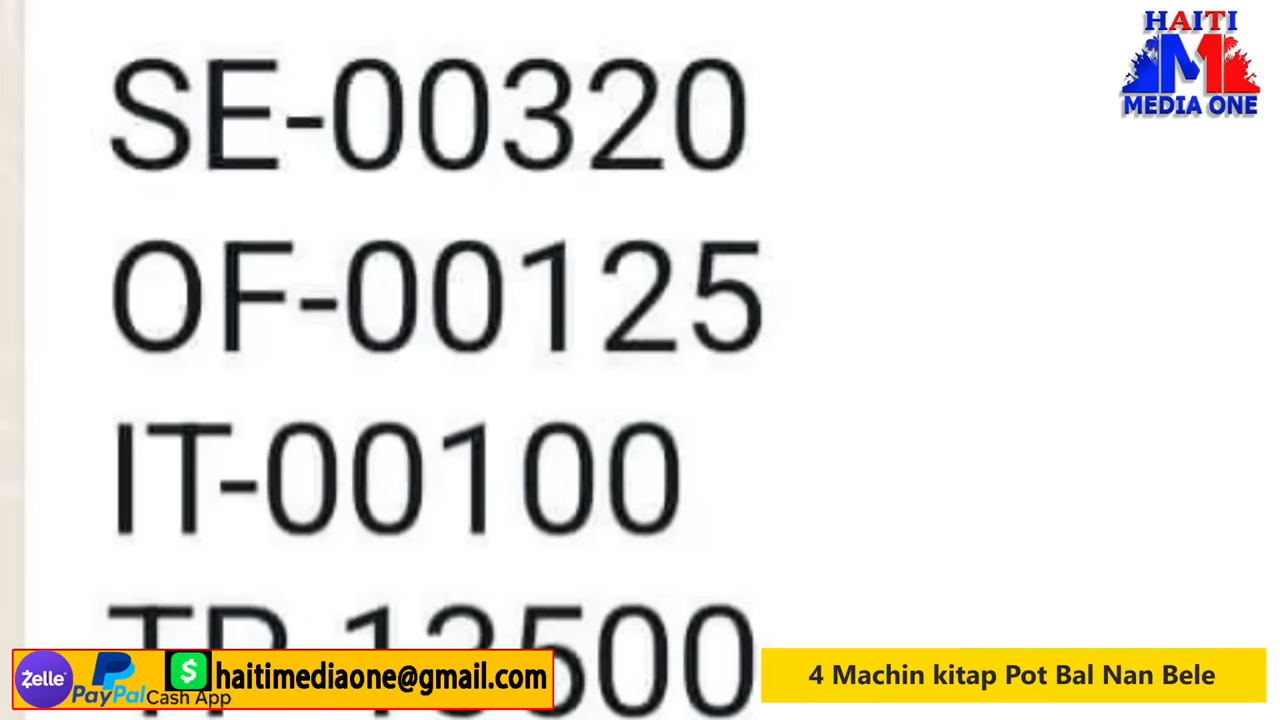 HAITI
M
MEDIA ONE
SE-00320
OF-00125
IT-00100
Zelle
PayPal
$
Cash App
haitimediaone@gmail.com
4 Machin kitap Pot Bal Nan Bele